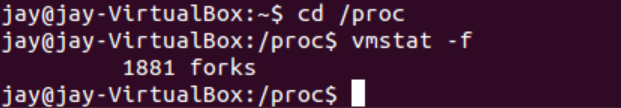 jay@jay-VirtualBox:~$ cd /proc
jay@jay-VirtualBox:/proc$ vmstat -f
1881 forks
jay@jay-VirtualBox:/proc$